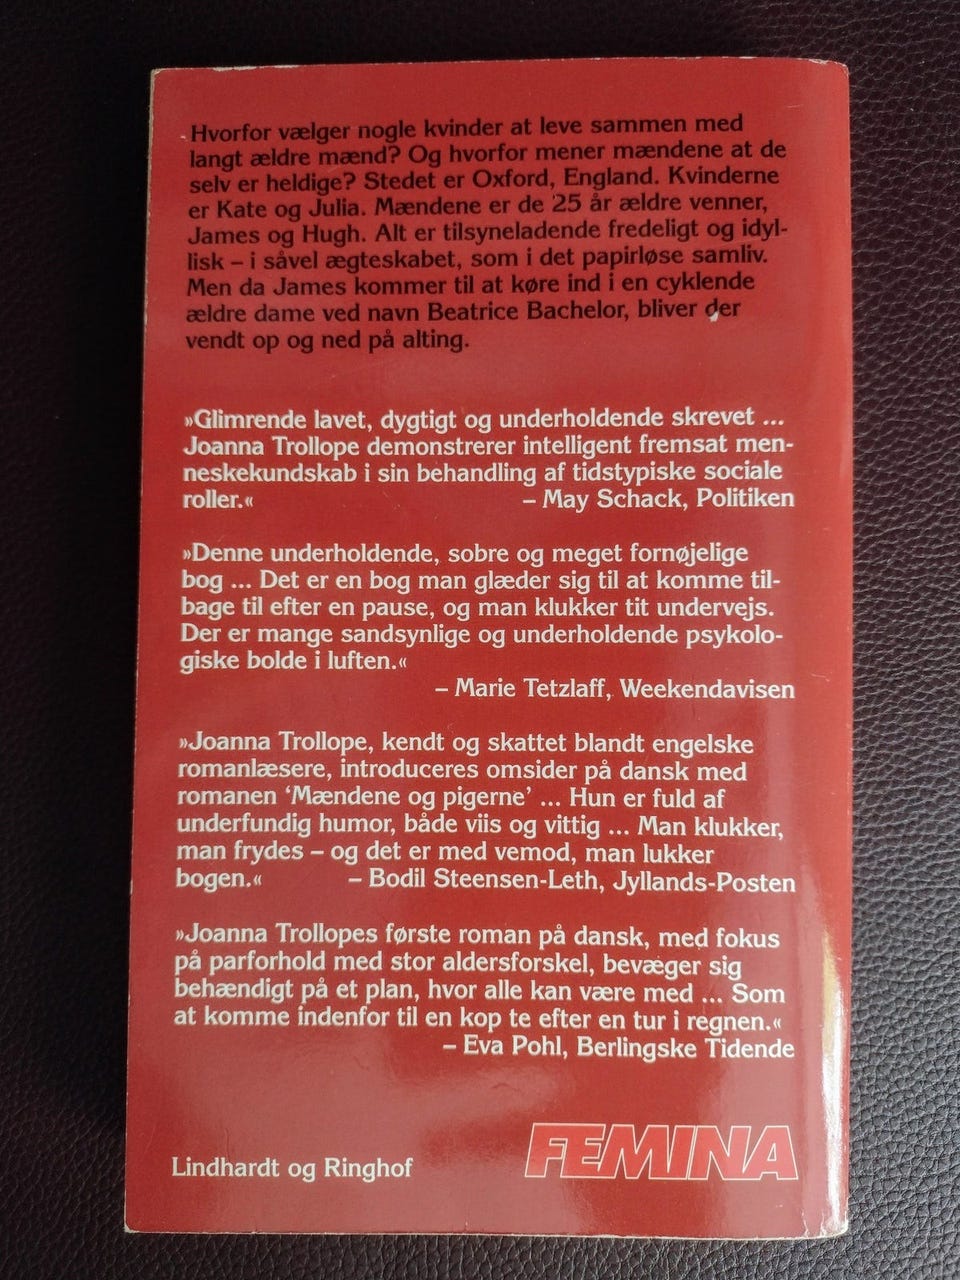 Hvorfor vælger nogle kvinder at leve sammen med
langt ældre mænd? Og hvorfor mener mændene at de
selv er heldige? Stedet er Oxford, England. Kvinderne
er Kate og Julia. Mændene er de 25 år ældre venner,
James og Hugh. Alt er tilsyneladende fredeligt og idyl-
lisk – i såvel ægteskabet, som i det papirløse samliv.
Men da James kommer til at køre ind i en cyklende
ældre dame ved navn Beatrice Bachelor, bliver der
vendt op og ned på alting.
»Glimrende lavet, dygtigt og underholdende skrevet ...
Joanna Trollope demonstrerer intelligent fremsat men-
neskekundskab i sin behandling af tidstypiske sociale
roller.« – May Schack, Politiken
»Denne underholdende, sobre og meget fornøjelige
bog ... Det er en bog man glæder sig til at komme til-
bage til efter en pause, og man klukker tit undervejs.
Der er mange sandsynlige og underholdende psykolo-
giske bolde i luften.«
– Marie Tetzlaff, Weekendavisen
»Joanna Trollope, kendt og skattet blandt engelske
romanlæsere, introduceres omsider på dansk med
romanen ‘Mændene og pigerne’ ... Hun er fuld af
underfundig humor, både viis og vittig ... Man klukker,
man frydes – og det er med vemod, man lukker
bogen.« – Bodil Steensen-Leth, Jyllands-Posten
»Joanna Trollopes første roman på dansk, med fokus
på parforhold med stor aldersforskel, bevæger sig
behændigt på et plan, hvor alle kan være med ... Som
at komme indenfor til en kop te efter en tur i regnen.«
– Eva Pohl, Berlingske Tidende
Lindhardt og Ringhof FEMINA